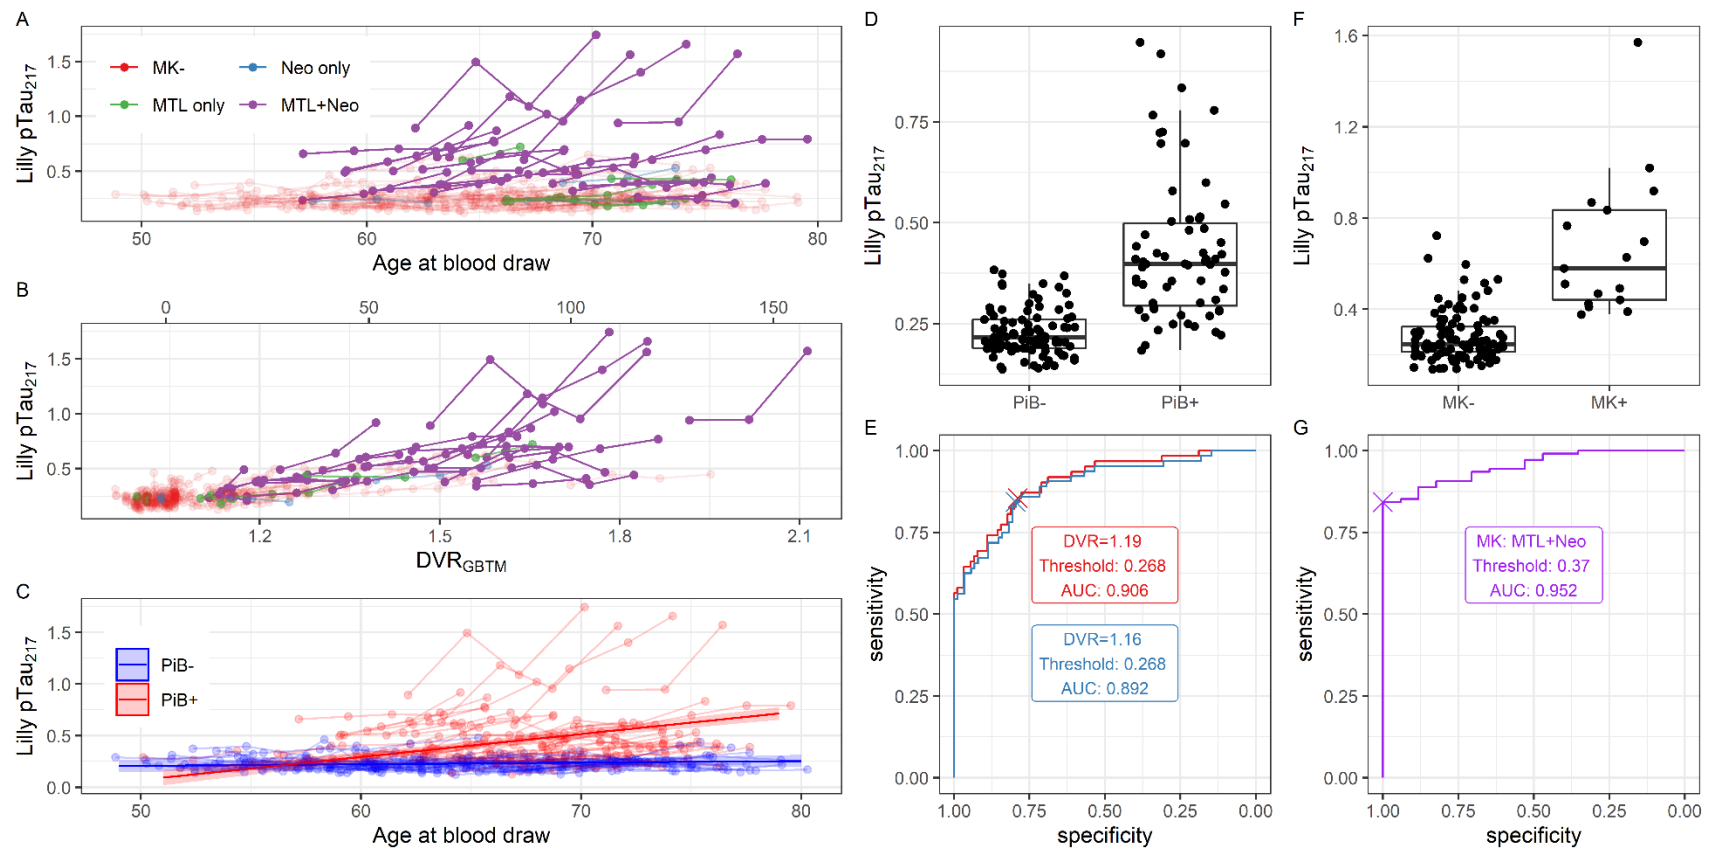 A
Lilly pTau217
1.5
1.0
0.5
MK-
Neo only
MTL only
MTL+Neo
50
60
70
80
Age at blood draw
B
0
50
100
150
Lilly pTau217
1.5
1.0
0.5
1.2
1.5
1.8
2.1
DVRGBTM
C
Lilly pTau217
1.5
1.0
0.5
0.0
PiB-
PiB+
50
60
70
80
Age at blood draw
D
Lilly pTau217
0.75
0.50
0.25
PiB-
PiB+
E
sensitivity
1.00
0.75
0.50
0.25
0.00
DVR=1.19
Threshold: 0.268
AUC: 0.906
DVR=1.16
Threshold: 0.268
AUC: 0.892
1.00
0.75
0.50
0.25
0.00
specificity
F
Lilly pTau217
1.6
1.2
0.8
0.4
MK-
MK+
G
sensitivity
1.00
0.75
0.50
0.25
0.00
MK: MTL+Neo
Threshold: 0.37
AUC: 0.952
1.00
0.75
0.50
0.25
0.00
specificity